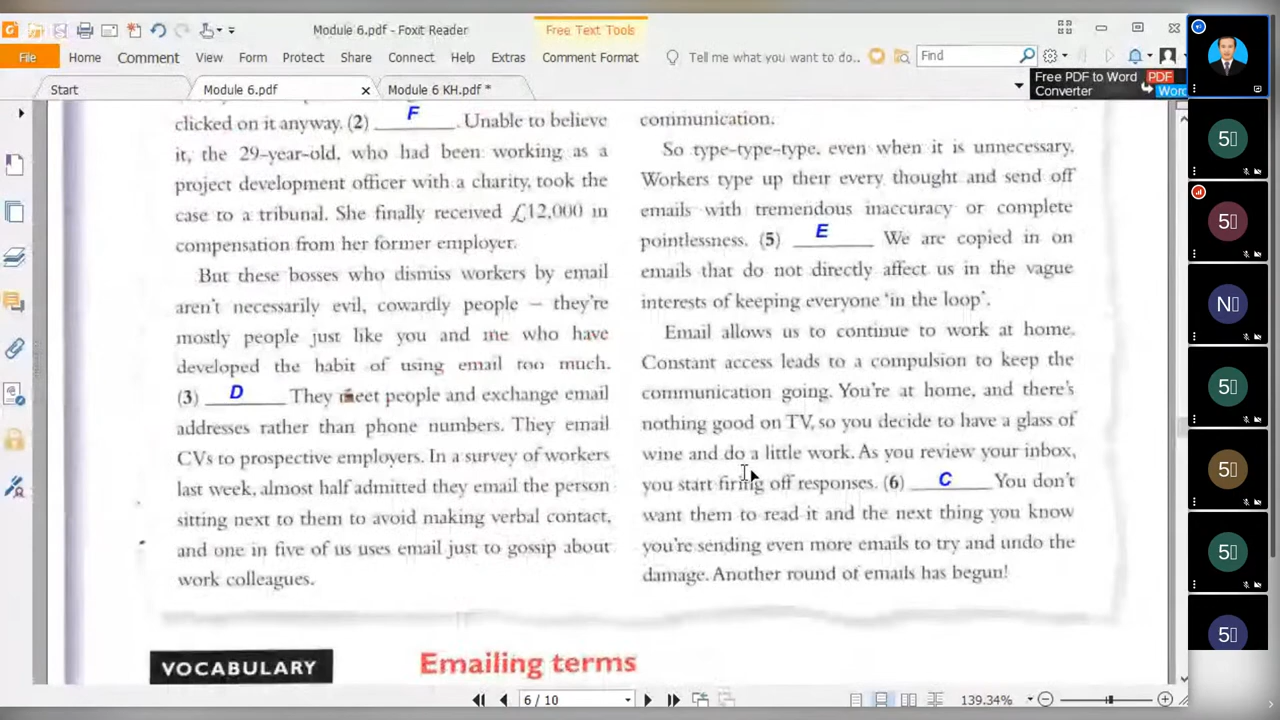 Module 6.pdf - Foxit Reader
Free Text Tools
File
Home
Comment
View
Form
Protect
Share
Connect
Help
Extras
Comment Format
Tell me what you want to do..
Find
Start
Module 6.pdf
Module 6 KH.pdf *
Free PDF to Word
Converter
PDF
Word
clicked on it anyway. (2) F . Unable to believe
it, the 29-year-old, who had been working as a
project development officer with a charity, took the
case to a tribunal. She finally received £12,000 in
compensation from her former employer.
But these bosses who dismiss workers by email
aren't necessarily evil, cowardly people – they're
mostly people just like you and me who have
developed the habit of using email too much.
(3) D They meet people and exchange email
addresses rather than phone numbers. They email
CVs to prospective employers. In a survey of workers
last week, almost half admitted they email the person
sitting next to them to avoid making verbal contact,
and one in five of us uses email just to gossip about
work colleagues.
communication.
So type-type-type, even when it is unnecessary.
Workers type up their every thought and send off
emails with tremendous inaccuracy or complete
pointlessness. (5) E We are copied in on
emails that do not directly affect us in the vague
interests of keeping everyone 'in the loop'.
Email allows us to continue to work at home.
Constant access leads to a compulsion to keep the
communication going. You're at home, and there's
nothing good on TV, so you decide to have a glass of
wine and do a little work. As you review your inbox,
you start firing off responses. (6) C You don't
want them to read it and the next thing you know
you're sending even more emails to try and undo the
damage. Another round of emails has begun!
VOCABULARY
Emailing terms
6 / 10
139.34%
5
5
N
5
5
5
5